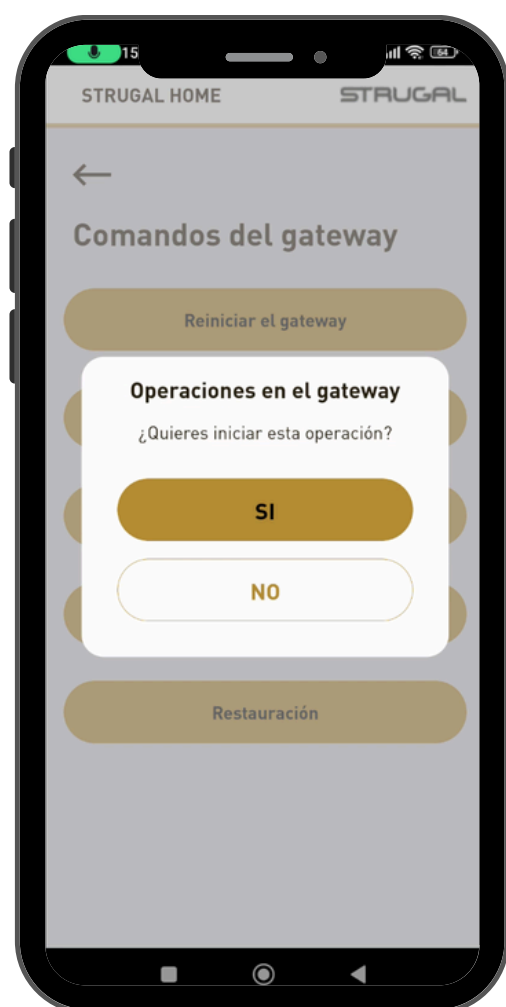 15
64
STRUGAL HOME
STRUGAL
Comandos del gateway
Reiniciar el gateway
Operaciones en el gateway
¿Quieres iniciar esta operación?
SI
NO
Restauración